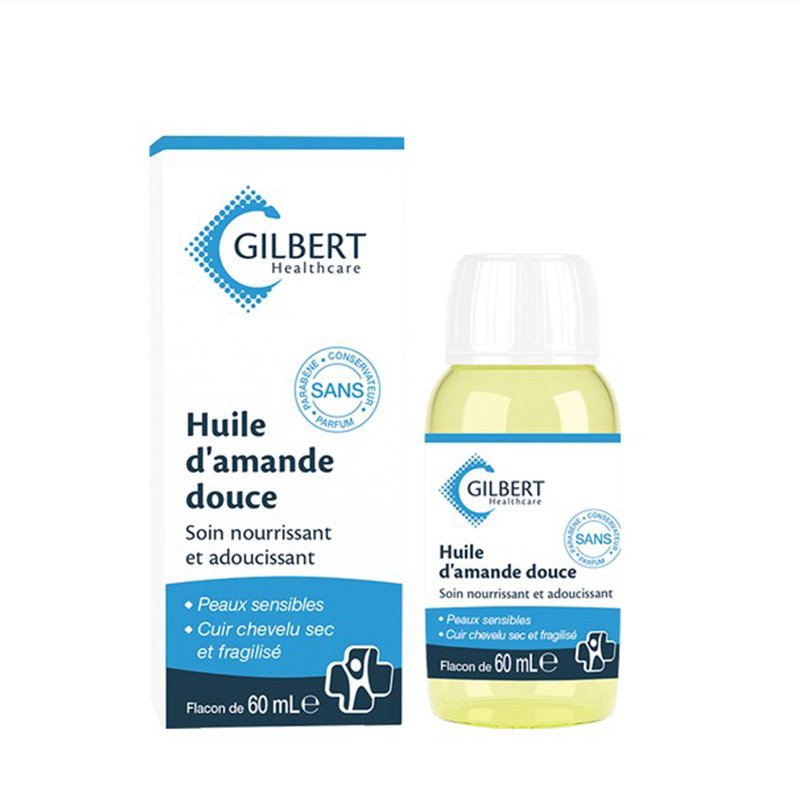 GILBERT
Healthcare
PARABÈNE • CONSERVATEUR • PARFUM •
SANS
Huile
d'amande
douce
Soin nourrissant
et adoucissant
• Peaux sensibles
• Cuir chevelu sec
et fragilisé
Flacon de 60 mL℮
GILBERT
Healthcare
PARABÈNE • CONSERVATEUR • PARFUM •
SANS
Huile
d'amande douce
Soin nourrissant et adoucissant
• Peaux sensibles
• Cuir chevelu sec et fragilisé
Flacon de 60 mL℮